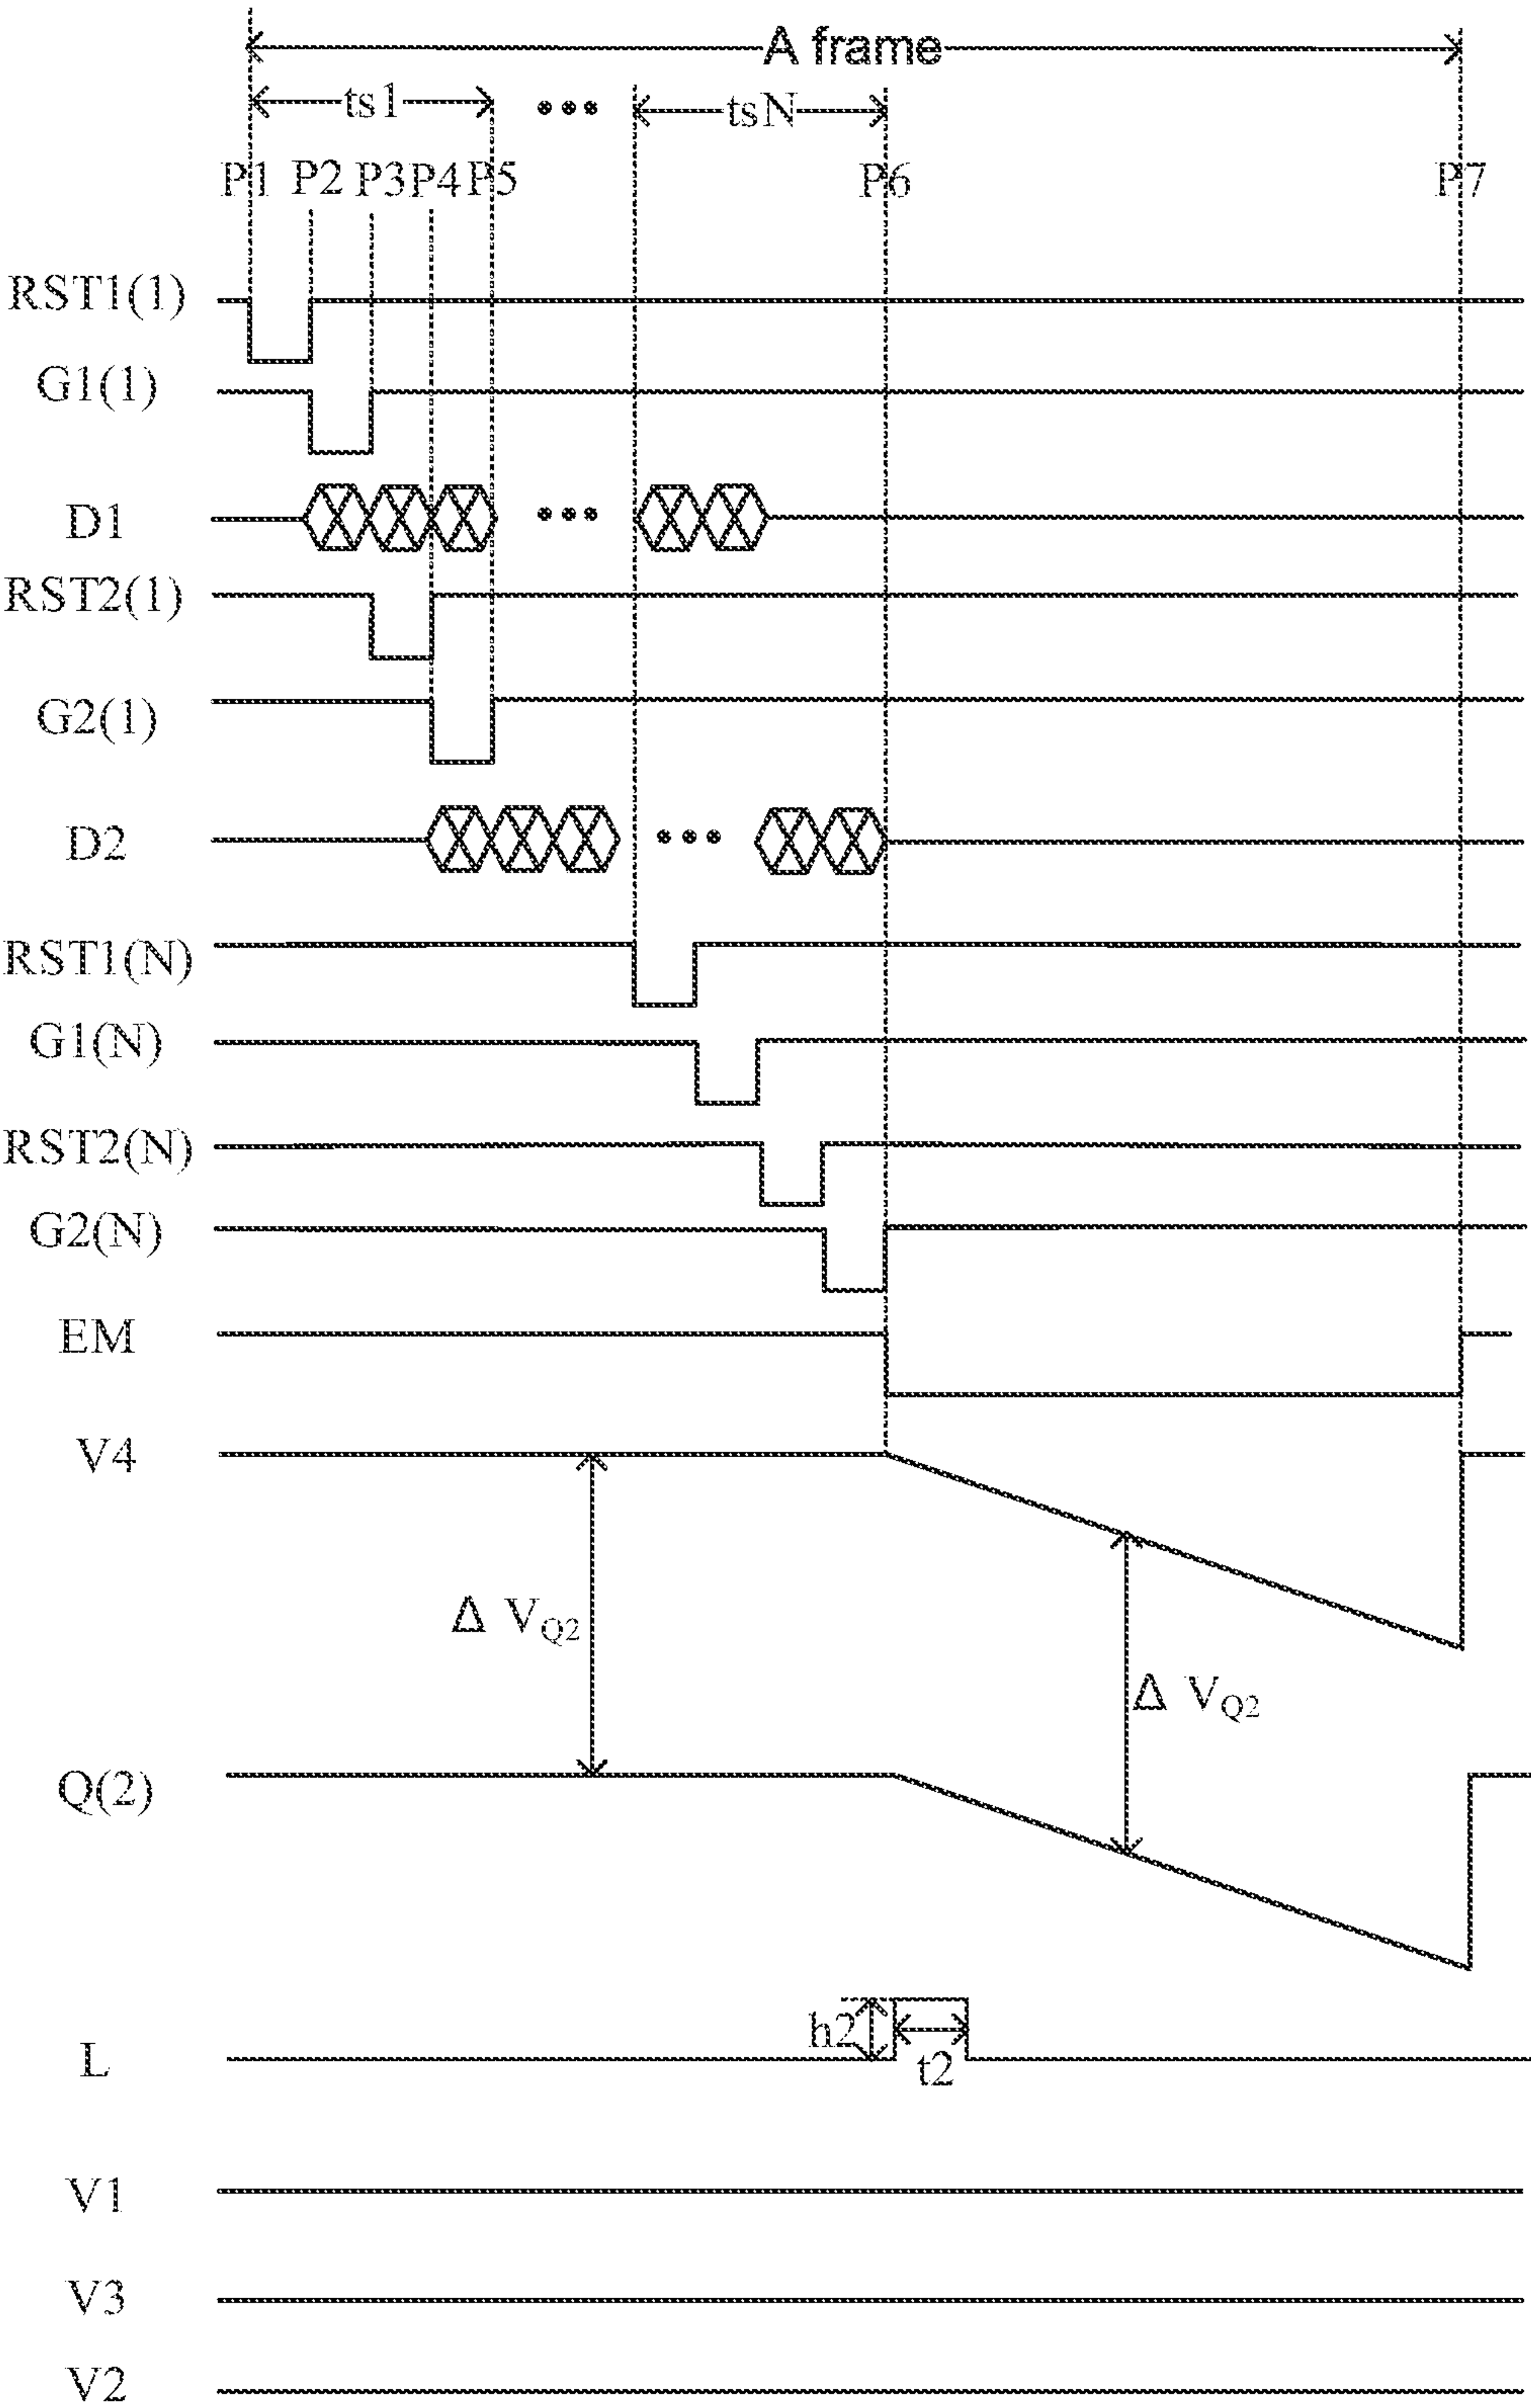 A frame
ts1 ••• tsN
P1 P2 P3 P4 P5 P6 P7
RST1(1)
G1(1)
D1 •••
RST2(1)
G2(1)
D2 •••
RST1(N)
G1(N)
RST2(N)
G2(N)
EM
V4
Δ VQ2
Δ VQ2
Q(2)
h2
t2
L
V1
V3
V2